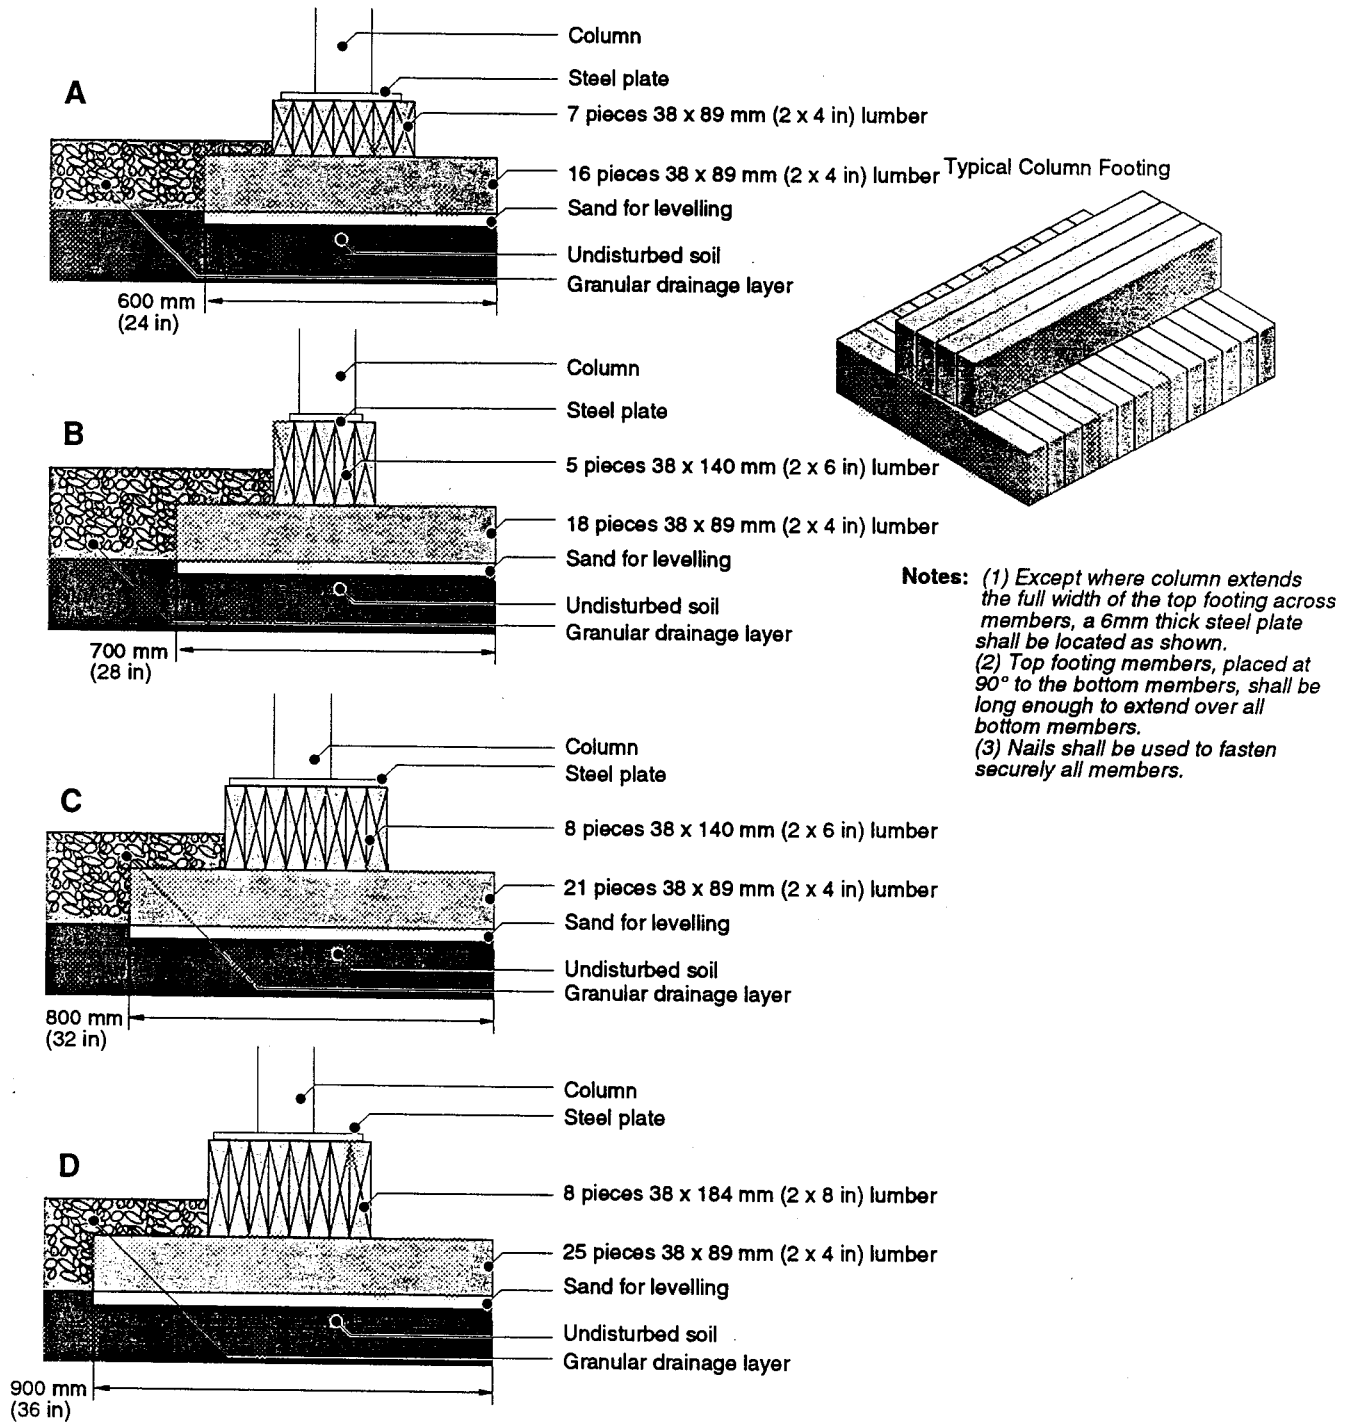 A
Column
Steel plate
7 pieces 38 x 89 mm (2 x 4 in) lumber
16 pieces 38 x 89 mm (2 x 4 in) lumber
Sand for levelling
Undisturbed soil
Granular drainage layer
600 mm
(24 in)
Typical Column Footing
B
Column
Steel plate
5 pieces 38 x 140 mm (2 x 6 in) lumber
18 pieces 38 x 89 mm (2 x 4 in) lumber
Sand for levelling
Undisturbed soil
Granular drainage layer
700 mm
(28 in)
Notes: (1) Except where column extends
the full width of the top footing across
members, a 6mm thick steel plate
shall be located as shown.
(2) Top footing members, placed at
90° to the bottom members, shall be
long enough to extend over all
bottom members.
(3) Nails shall be used to fasten
securely all members.
C
Column
Steel plate
8 pieces 38 x 140 mm (2 x 6 in) lumber
21 pieces 38 x 89 mm (2 x 4 in) lumber
Sand for levelling
Undisturbed soil
Granular drainage layer
800 mm
(32 in)
D
Column
Steel plate
8 pieces 38 x 184 mm (2 x 8 in) lumber
25 pieces 38 x 89 mm (2 x 4 in) lumber
Sand for levelling
Undisturbed soil
Granular drainage layer
900 mm
(36 in)